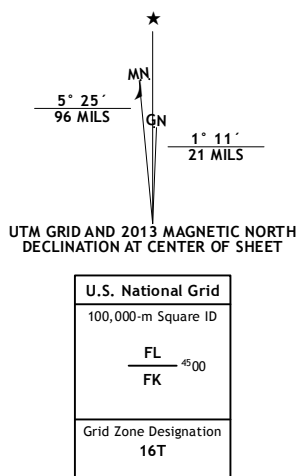 ★
MN
GN
5° 25´
96 MILS
1° 11´
21 MILS
UTM GRID AND 2013 MAGNETIC NORTH
DECLINATION AT CENTER OF SHEET
U.S. National Grid
100,000-m Square ID
FL
4500
FK
Grid Zone Designation
16T